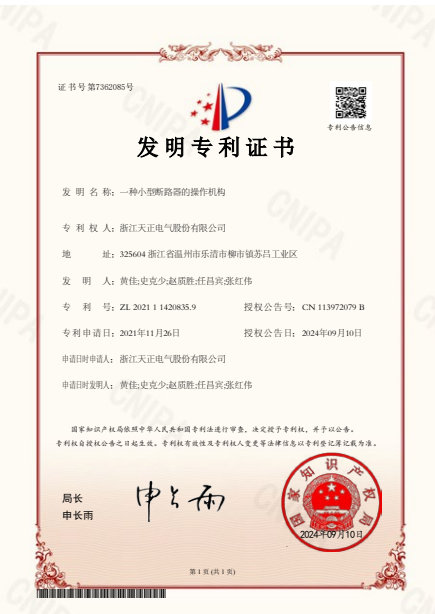 证书号第7362085号
专利公告信息
发明专利证书
发明名称：一种小型断路器的操作机构
专利权人：浙江天正电气股份有限公司
地址：325604 浙江省温州市乐清市柳市镇苏吕工业区
发明人：黄佳;史克少;赵质胜;任昌宾;张红伟
专利号：ZL 2021 1 1420835.9 授权公告号：CN 113972079 B
专利申请日：2021年11月26日 授权公告日：2024年09月10日
申请日时申请人：浙江天正电气股份有限公司
申请日时发明人：黄佳;史克少;赵质胜;任昌宾;张红伟
国家知识产权局依照中华人民共和国专利法进行审查，决定授予专利权，并予以公告。
专利权自授权公告之日起生效。专利权有效性及专利权人变更等法律信息以专利登记簿记载为准。
局长
申长雨
申长雨
国家知识产权局
2024年09月10日
第 1 页 (共 1 页)
CNIPA
CNIPA
CNIPA
CNIPA